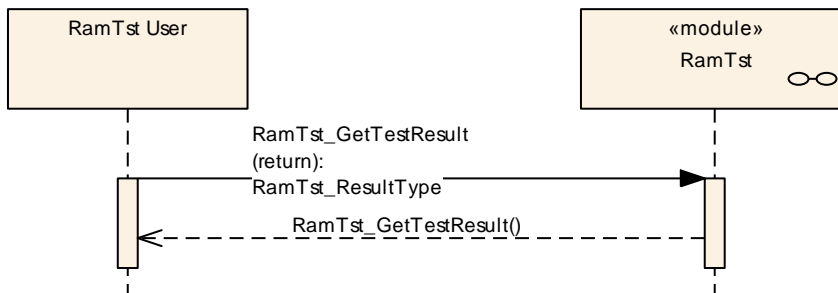 RamTst User
«module»
RamTst
RamTst_GetTestResult
(return):
RamTst_ResultType
RamTst_GetTestResult()